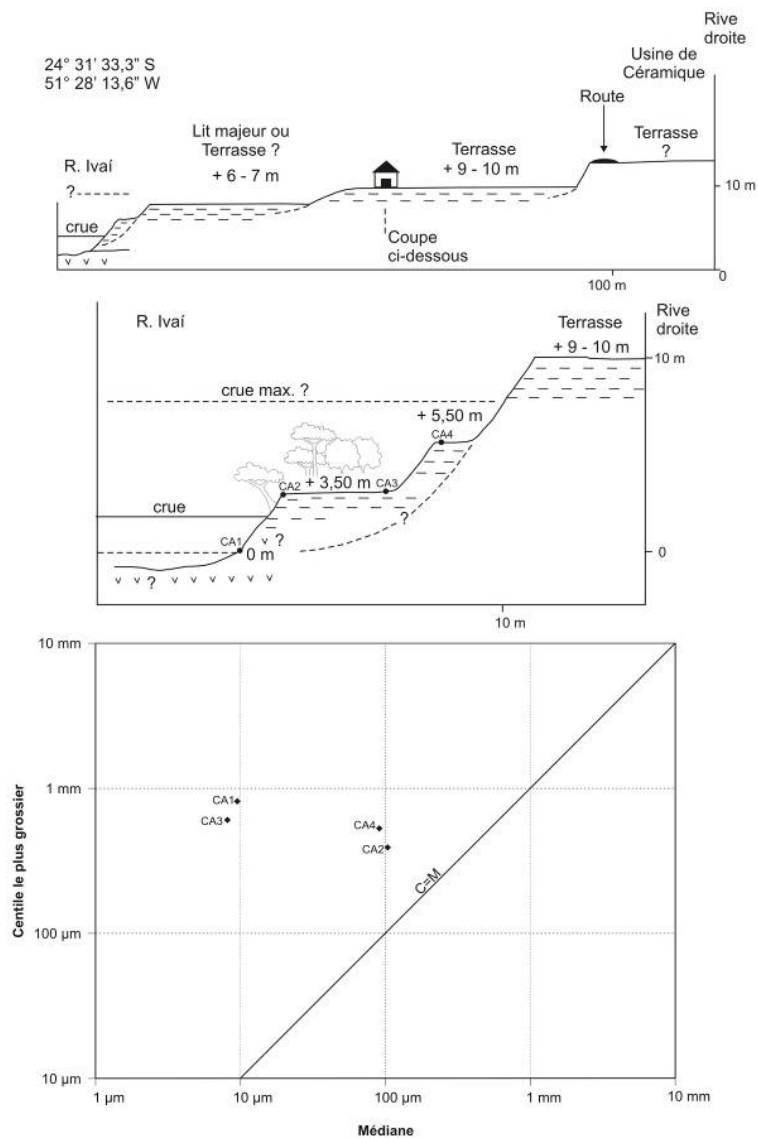 Rive
droite
24° 31' 33,3" S
51° 28' 13,6" W
Usine de
Céramique
Route
Lit majeur ou
Terrasse ?
+ 6 - 7 m
Terrasse
+ 9 - 10 m
Terrasse
?
R. Ivaí
?
10 m
crue
Coupe
ci-dessous
v v v v
0
100 m
R. Ivaí
Terrasse
+ 9 - 10 m
Rive
droite
10 m
crue max. ?
+ 5,50 m
CA4
CA2
+ 3,50 m
CA3
crue
?
v ?
CA1
0 m
0
v v ? v v v v v v
10 m
10 mm
1 mm
CA1
CA3
CA4
CA2
C=M
100 µm
10 µm
1 µm
10 µm
100 µm
1 mm
10 mm
Centile le plus grossier
Médiane